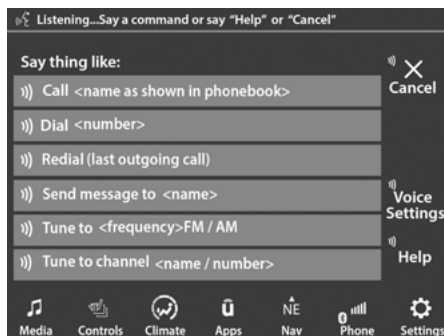 Listening...Say a command or say “Help” or “Cancel”
Say thing like:
Call <name as shown in phonebook>
Cancel
Dial <number>
Redial (last outgoing call)
Send message to <name>
Voice
Settings
Tune to <frequency>FM / AM
Help
Tune to channel <name / number>
NE
Media Controls Climate Apps Nav Phone Settings